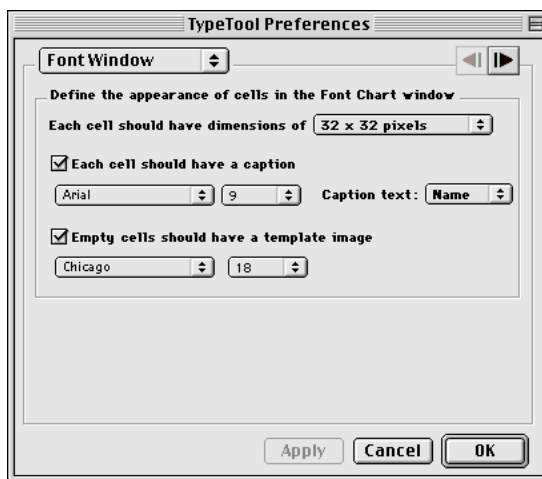 TypeTool Preferences
Font Window
Define the appearance of cells in the Font Chart window
Each cell should have dimensions of 32 x 32 pixels
Each cell should have a caption
Arial 9 Caption text: Name
Empty cells should have a template image
Chicago 18
Apply Cancel OK